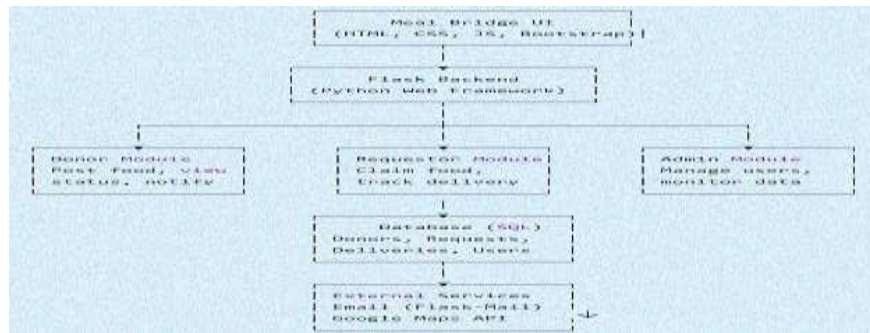 Meal Bridge UI
(HTML, CSS, JS, Bootstrap)
Flask Backend
(Python Web Framework)
Donor Module
Post food, view
status, notify
Requestor Module
Claim food,
track delivery
Admin Module
Manage users,
monitor data
Database (SQL)
Donors, Requests,
Deliveries, Users
External Services
Email (Flask-Mail)
Google Maps API